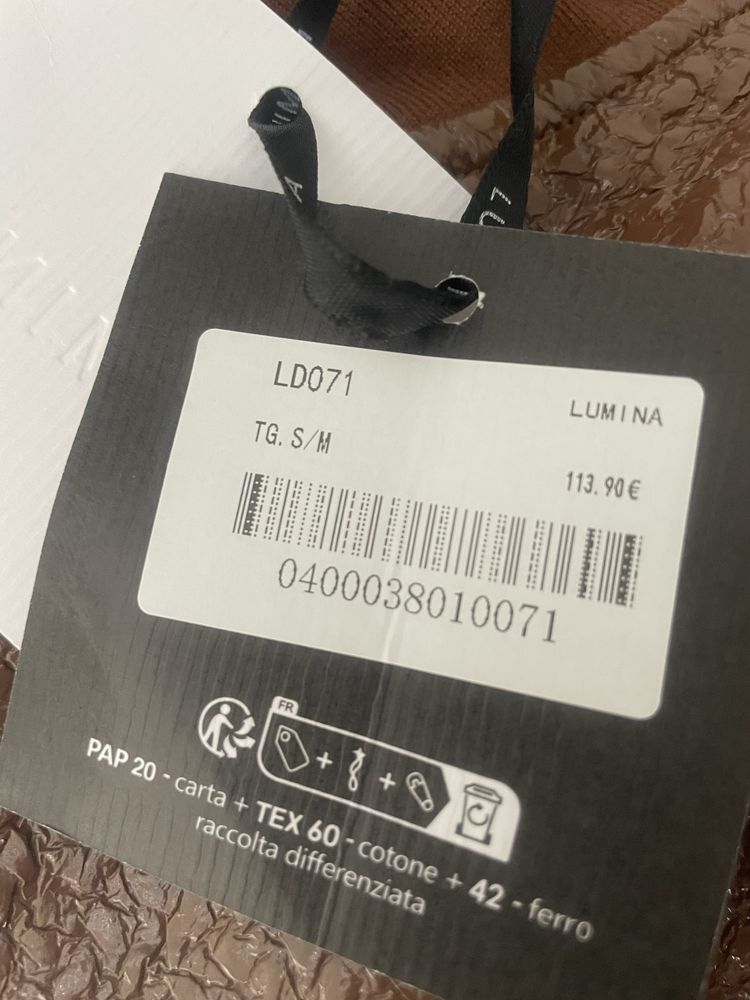 LD071
LUMINA
TG. S/M
113.90€
0400038010071
FR
PAP 20 - carta + TEX 60 - cotone + 42 - ferro
raccolta differenziata